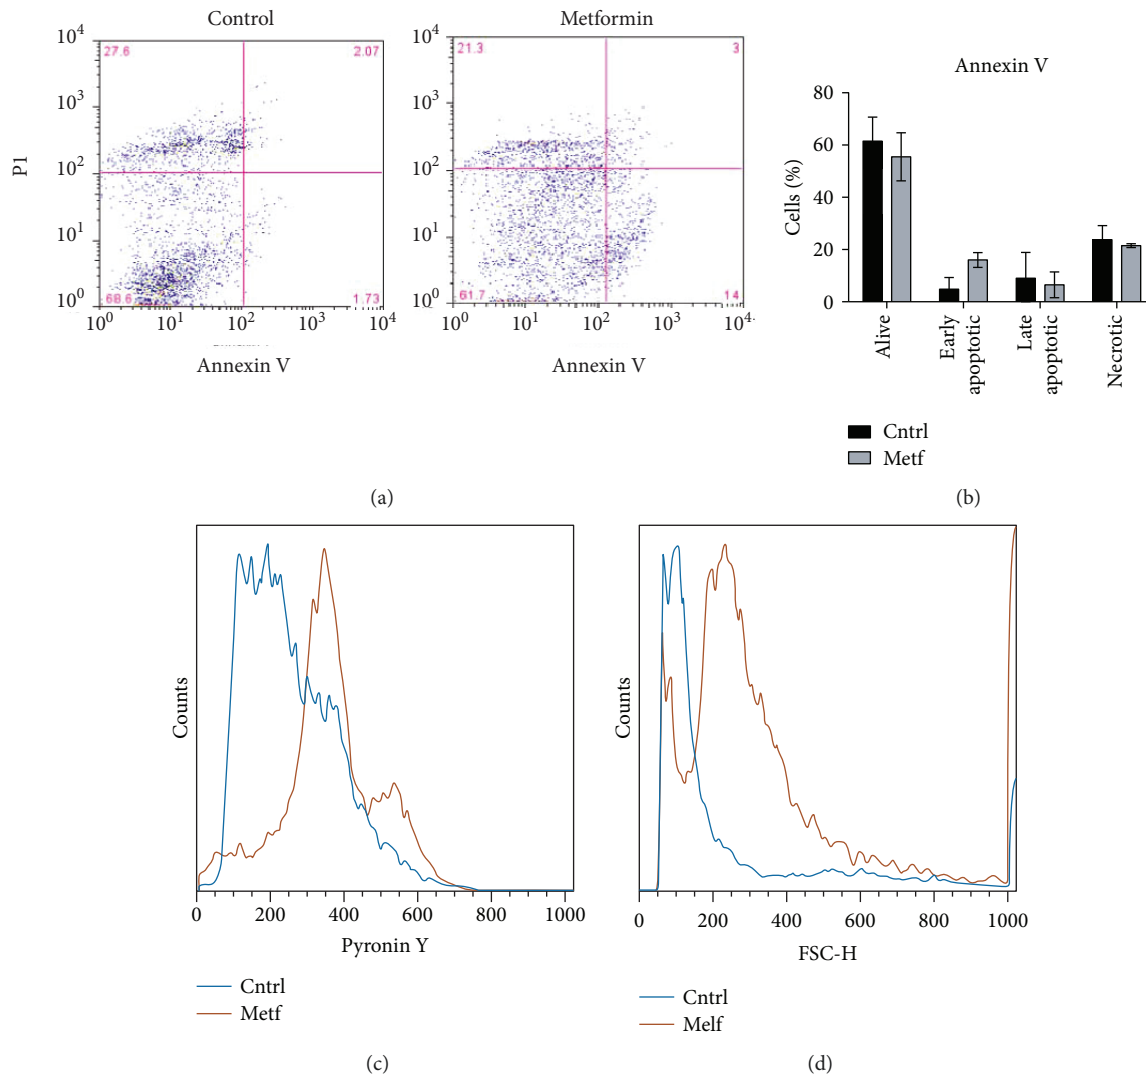 Control
Metformin
P1
10^4
10^3
10^2
10^1
10^0
27.6
2.07
68.6
1.73
10^0 10^1 10^2 10^3 10^4
Annexin V
10^4
10^3
10^2
10^1
10^0
21.3
3
61.7
14
10^0 10^1 10^2 10^3 10^4
Annexin V
(a)
Annexin V
Cells (%)
80
60
40
20
0
Alive
Early
apoptotic
Late
apoptotic
Necrotic
Cntrl
Metf
(b)
Counts
0 200 400 600 800 1000
Pyronin Y
Cntrl
Metf
(c)
Counts
0 200 400 600 800 1000
FSC-H
Cntrl
Melf
(d)